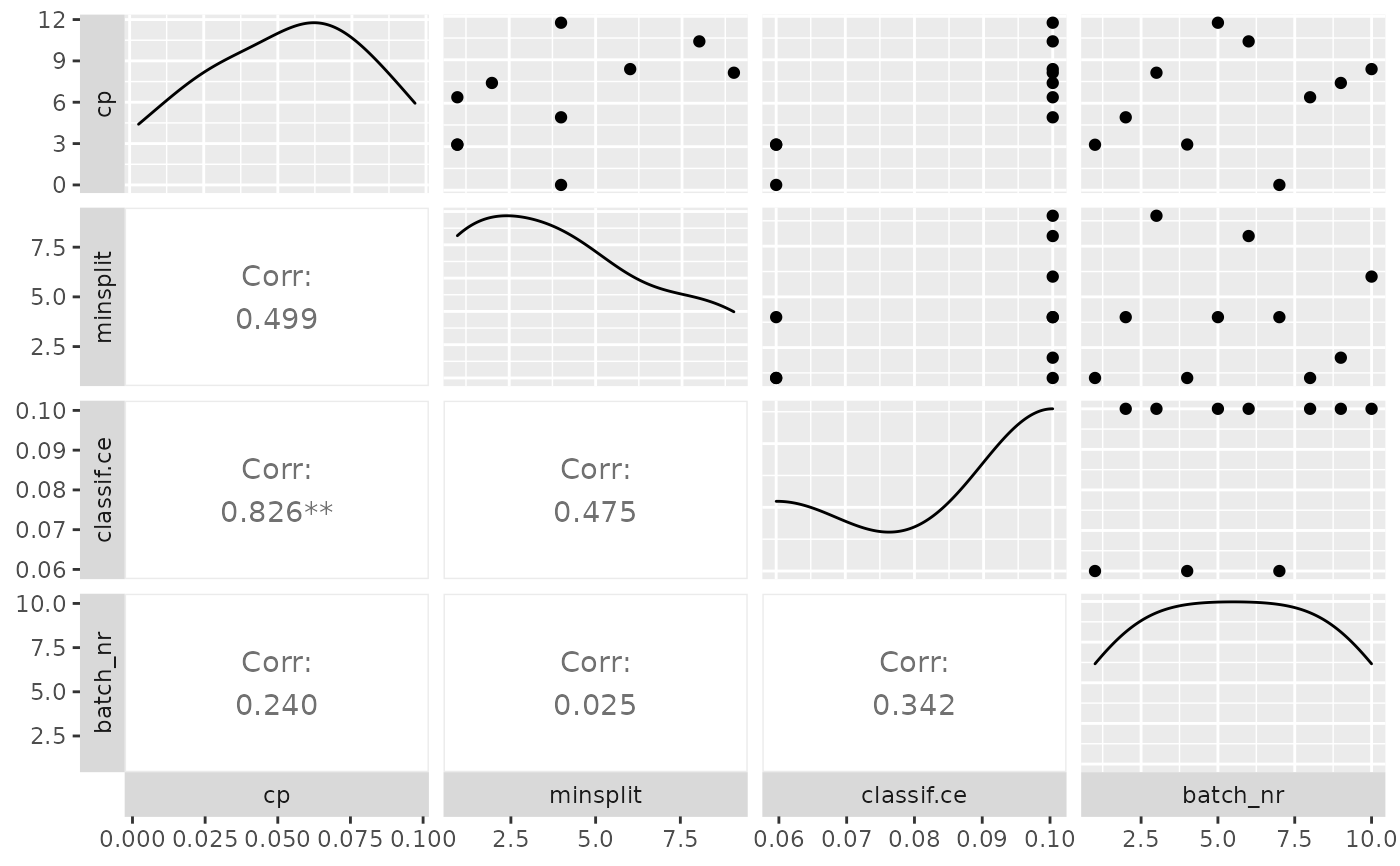 12
9
6
3
0
cp
7.5
5.0
2.5
minsplit
Corr:
0.499
0.10
0.09
0.08
0.07
0.06
classif.ce
Corr:
0.826**
Corr:
0.475
10.0
7.5
5.0
2.5
batch_nr
Corr:
0.240
Corr:
0.025
Corr:
0.342
cp minsplit classif.ce batch_nr
0.000 0.025 0.050 0.075 0.100 2.5 5.0 7.5 0.06 0.07 0.08 0.09 0.10 2.5 5.0 7.5 10.0